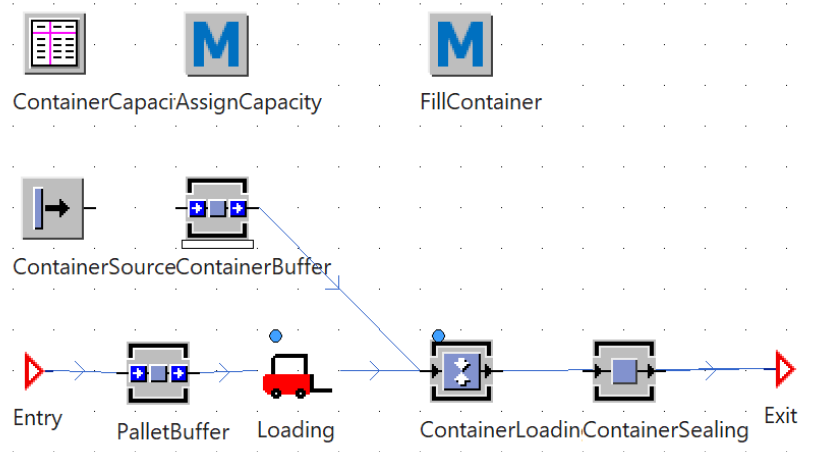 M
M
ContainerCapaciAssignCapacity
FillContainer
ContainerSourceContainerBuffer
Entry
PalletBuffer
Loading
ContainerLoadinContainerSealing
Exit